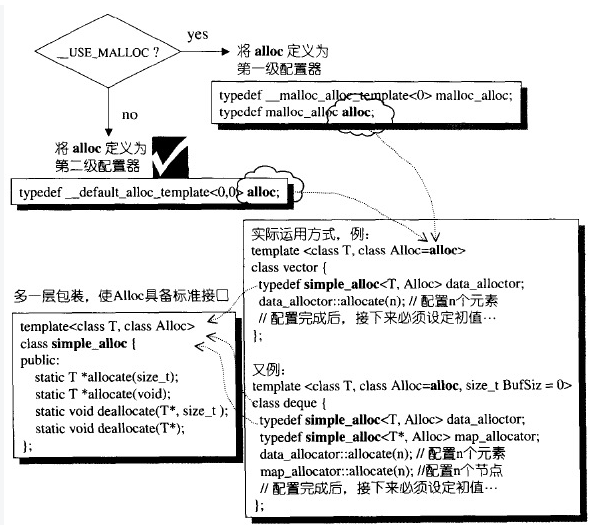 __USE_MALLOC ?
yes
将 alloc 定义为
第一级配置器
typedef __malloc_alloc_template<0> malloc_alloc;
typedef malloc_alloc alloc;
no
将 alloc 定义为
第二级配置器
typedef __default_alloc_template<0,0> alloc;
实际运用方式，例：
template <class T, class Alloc=alloc>
class vector {
typedef simple_alloc<T, Alloc> data_alloctor;
data_alloctor::allocate(n); // 配置n个元素
// 配置完成后，接下来必须设定初值…
};
又例：
template <class T, class Alloc=alloc, size_t BufSiz = 0>
class deque {
typedef simple_alloc<T, Alloc> data_alloctor;
typedef simple_alloc<T*, Alloc> map_allocator;
data_allocator::allocate(n); // 配置n个元素
map_allocator::allocate(n); //配置n个节点
// 配置完成后，接下来必须设定初值…
};
多一层包装，使Alloc具备标准接口
template<class T, class Alloc>
class simple_alloc {
public:
static T *allocate(size_t);
static T *allocate(void);
static void deallocate(T*, size_t );
static void deallocate(T*);
};